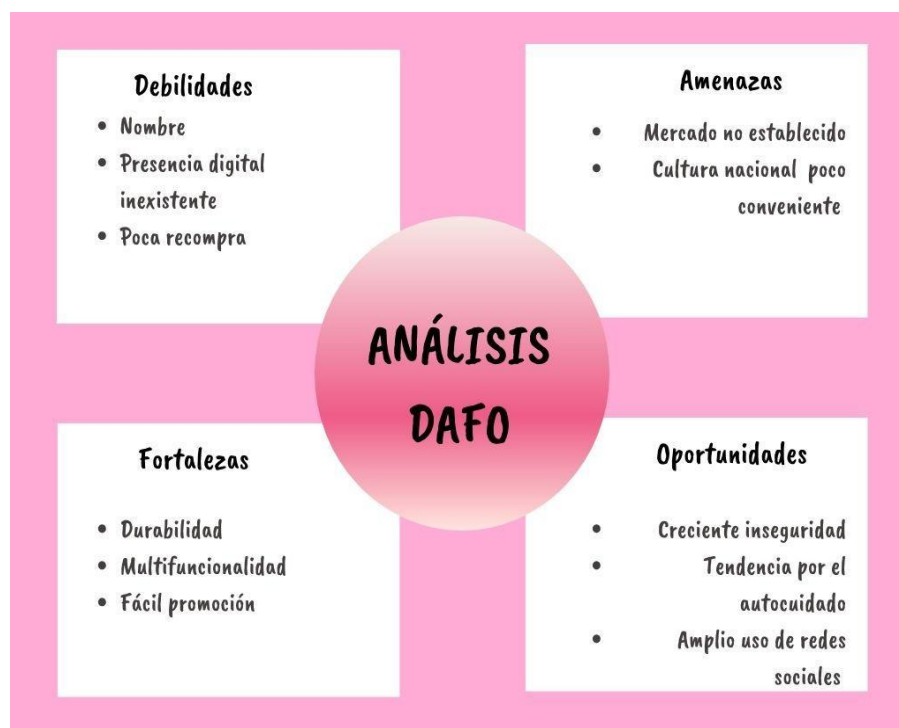 Debilidades
• Nombre
• Presencia digital
inexistente
• Poca recompra
Amenazas
• Mercado no establecido
• Cultura nacional poco
conveniente
ANÁLISIS
DAFO
Fortalezas
• Durabilidad
• Multifuncionalidad
• Fácil promoción
Oportunidades
• Creciente inseguridad
• Tendencia por el
autocuidado
• Amplio uso de redes
sociales